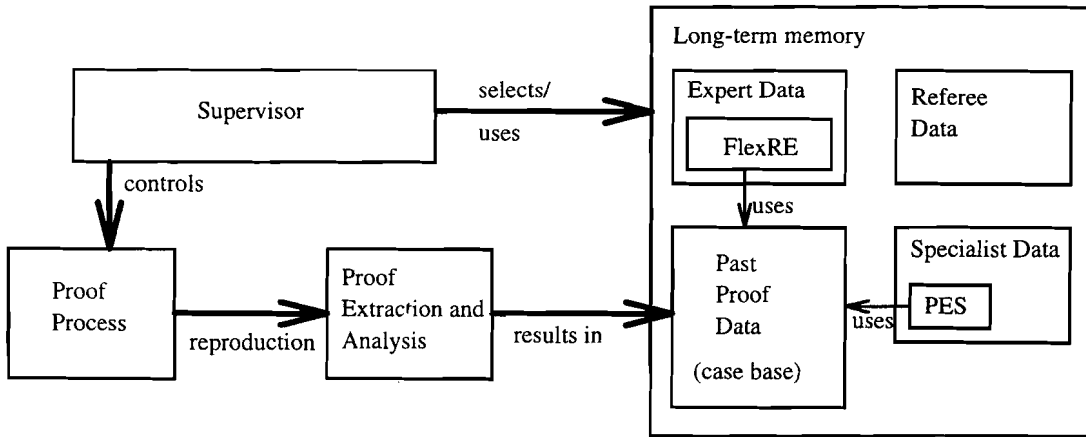 Long-term memory
Supervisor
selects/
uses
Expert Data
FlexRE
Referee
Data
controls
uses
Proof
Process
reproduction
Proof
Extraction and
Analysis
results in
Past
Proof
Data
(case base)
Specialist Data
PES
uses